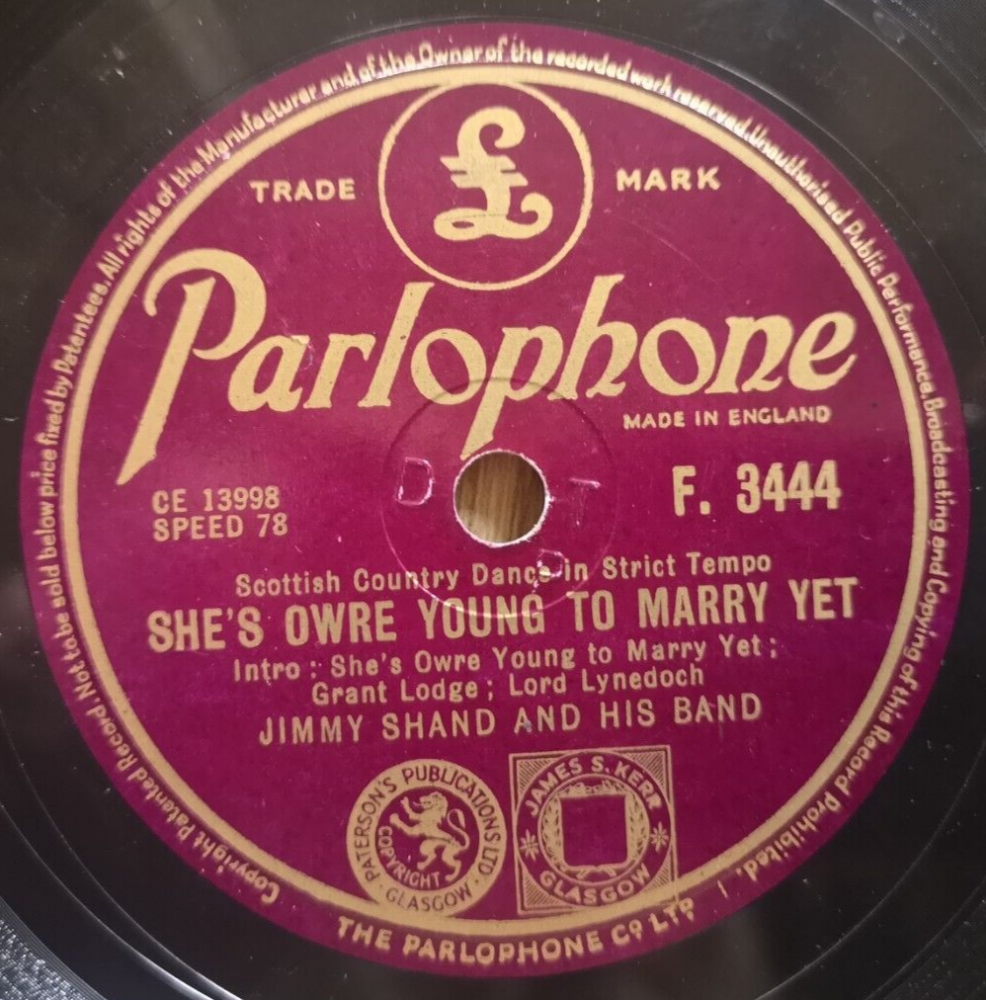 Copyright Patented Record. Not to be sold below price fixed by Patentees. All rights of the Manufacturer and of the Owner of the recorded work reserved. Unauthorised Public Performance, Broadcasting and Copying of this Record Prohibited.
£
TRADE MARK
Parlophone
MADE IN ENGLAND
CE 13998
SPEED 78
F. 3444
D T
P
Scottish Country Dance in Strict Tempo
SHE'S OWRE YOUNG TO MARRY YET
Intro : She's Owre Young to Marry Yet ;
Grant Lodge ; Lord Lynedoch
JIMMY SHAND AND HIS BAND
PATERSON'S PUBLICATIONS LTD
COPYRIGHT
· GLASGOW ·
JAMES S. KERR
GLASGOW
THE PARLOPHONE Cº LTD